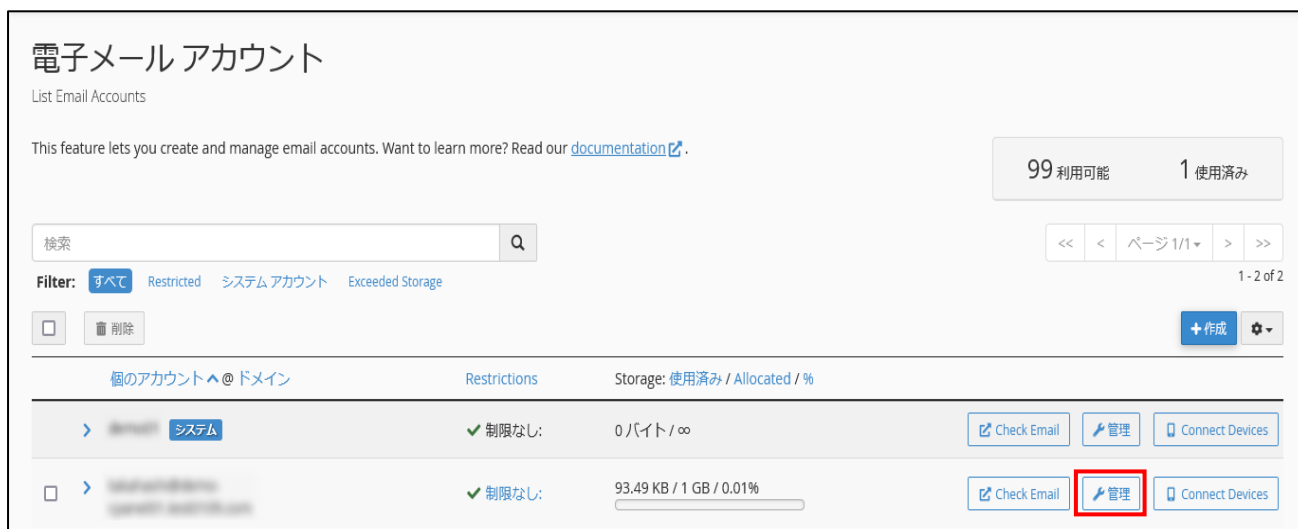 電子メール アカウント
List Email Accounts
This feature lets you create and manage email accounts. Want to learn more? Read our documentation .
99 利用可能 1 使用済み
検索
<< < ページ 1/1 > >>
Filter: すべて Restricted システム アカウント Exceeded Storage
1 - 2 of 2
削除
+作成
個のアカウント @ ドメイン Restrictions Storage: 使用済み / Allocated / %
システム 制限なし: 0 バイト / ∞ Check Email 管理 Connect Devices
制限なし: 93.49 KB / 1 GB / 0.01% Check Email 管理 Connect Devices